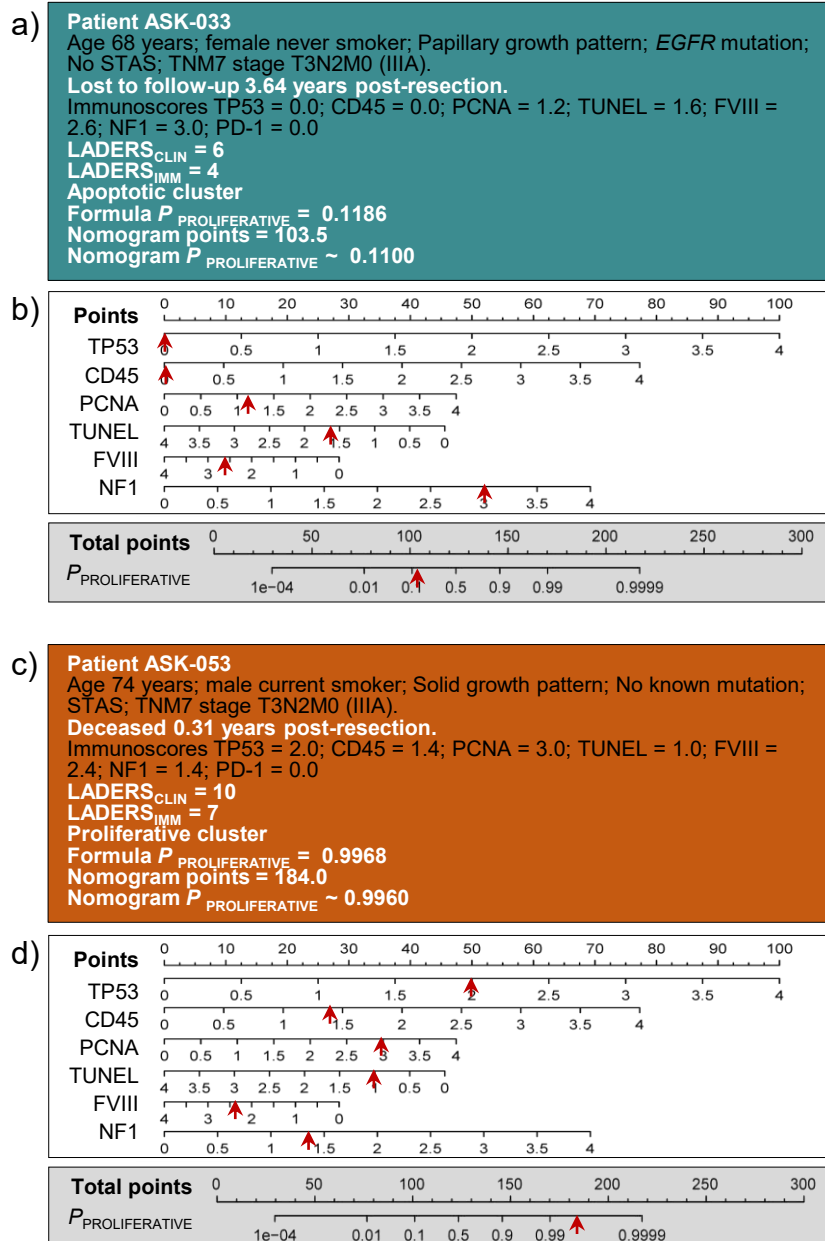 a)
Patient ASK-033
Age 68 years; female never smoker; Papillary growth pattern; EGFR mutation;
No STAS; TNM7 stage T3N2M0 (IIIA).
Lost to follow-up 3.64 years post-resection.
Immunoscores TP53 = 0.0; CD45 = 0.0; PCNA = 1.2; TUNEL = 1.6; FVIII =
2.6; NF1 = 3.0; PD-1 = 0.0
LADERS CLIN = 6
LADERS IMM = 4
Apoptotic cluster
Formula P PROLIFERATIVE = 0.1186
Nomogram points = 103.5
Nomogram P PROLIFERATIVE ~ 0.1100
b)
Points 0 10 20 30 40 50 60 70 80 90 100
TP53 0 0.5 1 1.5 2 2.5 3 3.5 4
CD45 0 0.5 1 1.5 2 2.5 3 3.5 4
PCNA 0 0.5 1 1.5 2 2.5 3 3.5 4
TUNEL 4 3.5 3 2.5 2 1.5 1 0.5 0
FVIII 4 3 2 1 0
NF1 0 0.5 1 1.5 2 2.5 3 3.5 4
Total points 0 50 100 150 200 250 300
P PROLIFERATIVE 1e−04 0.01 0.1 0.5 0.9 0.99 0.9999
c)
Patient ASK-053
Age 74 years; male current smoker; Solid growth pattern; No known mutation;
STAS; TNM7 stage T3N2M0 (IIIA).
Deceased 0.31 years post-resection.
Immunoscores TP53 = 2.0; CD45 = 1.4; PCNA = 3.0; TUNEL = 1.0; FVIII =
2.4; NF1 = 1.4; PD-1 = 0.0
LADERS CLIN = 10
LADERS IMM = 7
Proliferative cluster
Formula P PROLIFERATIVE = 0.9968
Nomogram points = 184.0
Nomogram P PROLIFERATIVE ~ 0.9960
d)
Points 0 10 20 30 40 50 60 70 80 90 100
TP53 0 0.5 1 1.5 2 2.5 3 3.5 4
CD45 0 0.5 1 1.5 2 2.5 3 3.5 4
PCNA 0 0.5 1 1.5 2 2.5 3 3.5 4
TUNEL 4 3.5 3 2.5 2 1.5 1 0.5 0
FVIII 4 3 2 1 0
NF1 0 0.5 1 1.5 2 2.5 3 3.5 4
Total points 0 50 100 150 200 250 300
P PROLIFERATIVE 1e−04 0.01 0.1 0.5 0.9 0.99 0.9999